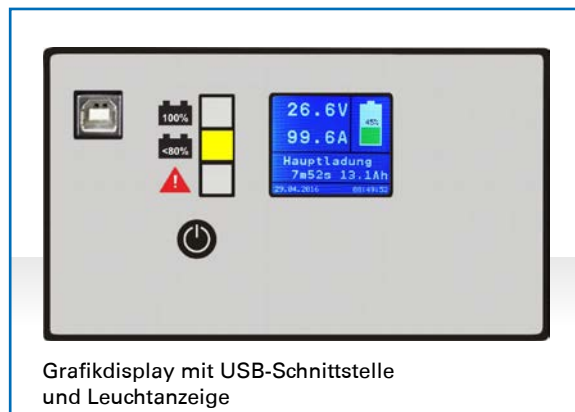 100%
<80%
!
26.6V
45%
99.6A
Hauptladung
7m52s 13.1Ah
29.04.2016 08:49:52
Grafikdisplay mit USB-Schnittstelle
und Leuchtanzeige